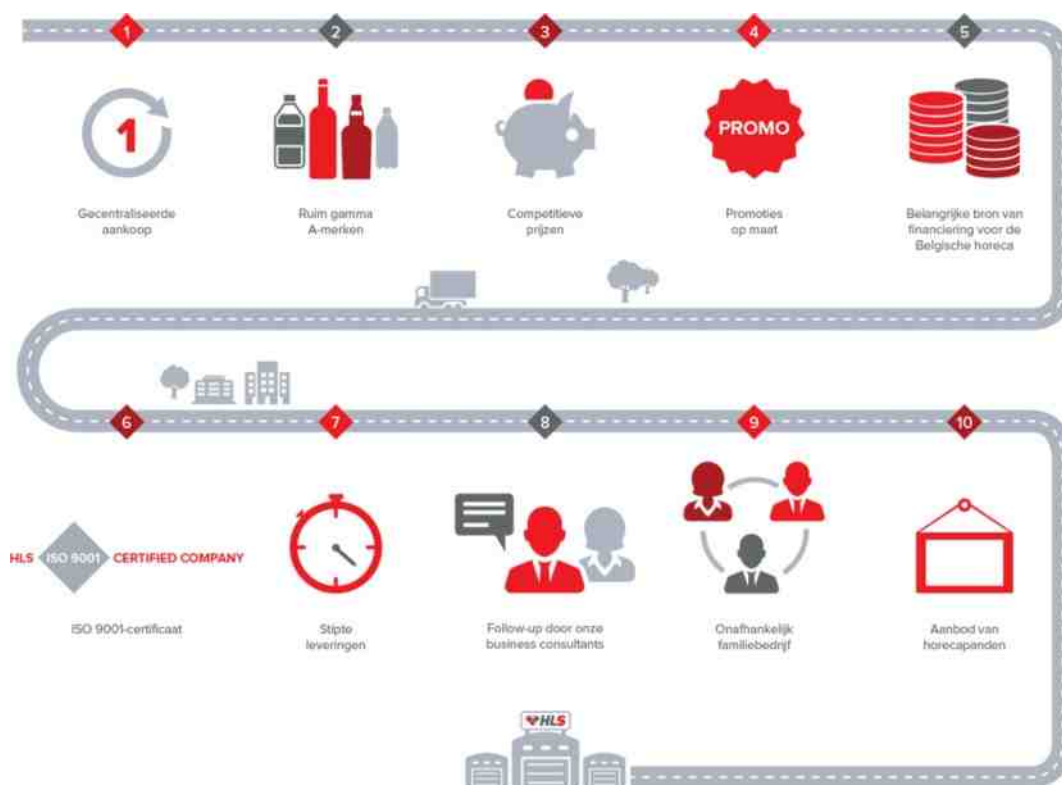 1
2
3
4
5
1
PROMO
Gecentraliseerde
aankoop
Ruim gamma
A-merken
Competitieve
prijzen
Promoties
op maat
Belangrijke bron van
financiering voor de
Belgische horeca
6
7
8
9
10
HLS ISO 9001 CERTIFIED COMPANY
ISO 9001-certificaat
Stipte
leveringen
Follow-up door onze
business consultants
Onafhankelijk
familiebedrijf
Aanbod van
horecapanden
HLS